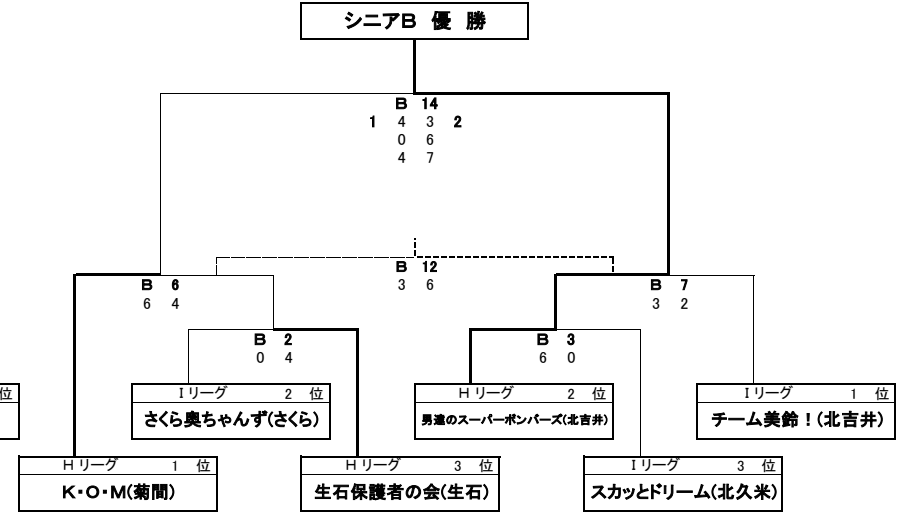 シニアB 優 勝
B 14
1 4 3 2
0 6
4 7
B 12
3 6
B 6
6 4
B 7
3 2
B 2
0 4
B 3
6 0
位
Iリーグ 2 位
さくら奥ちゃんず(さくら)
Hリーグ 2 位
男達のスーパーボンバーズ(北吉井)
Iリーグ 1 位
チーム美鈴!(北吉井)
Hリーグ 1 位
K・O・M(菊間)
Hリーグ 3 位
生石保護者の会(生石)
Iリーグ 3 位
スカッとドリーム(北久米)